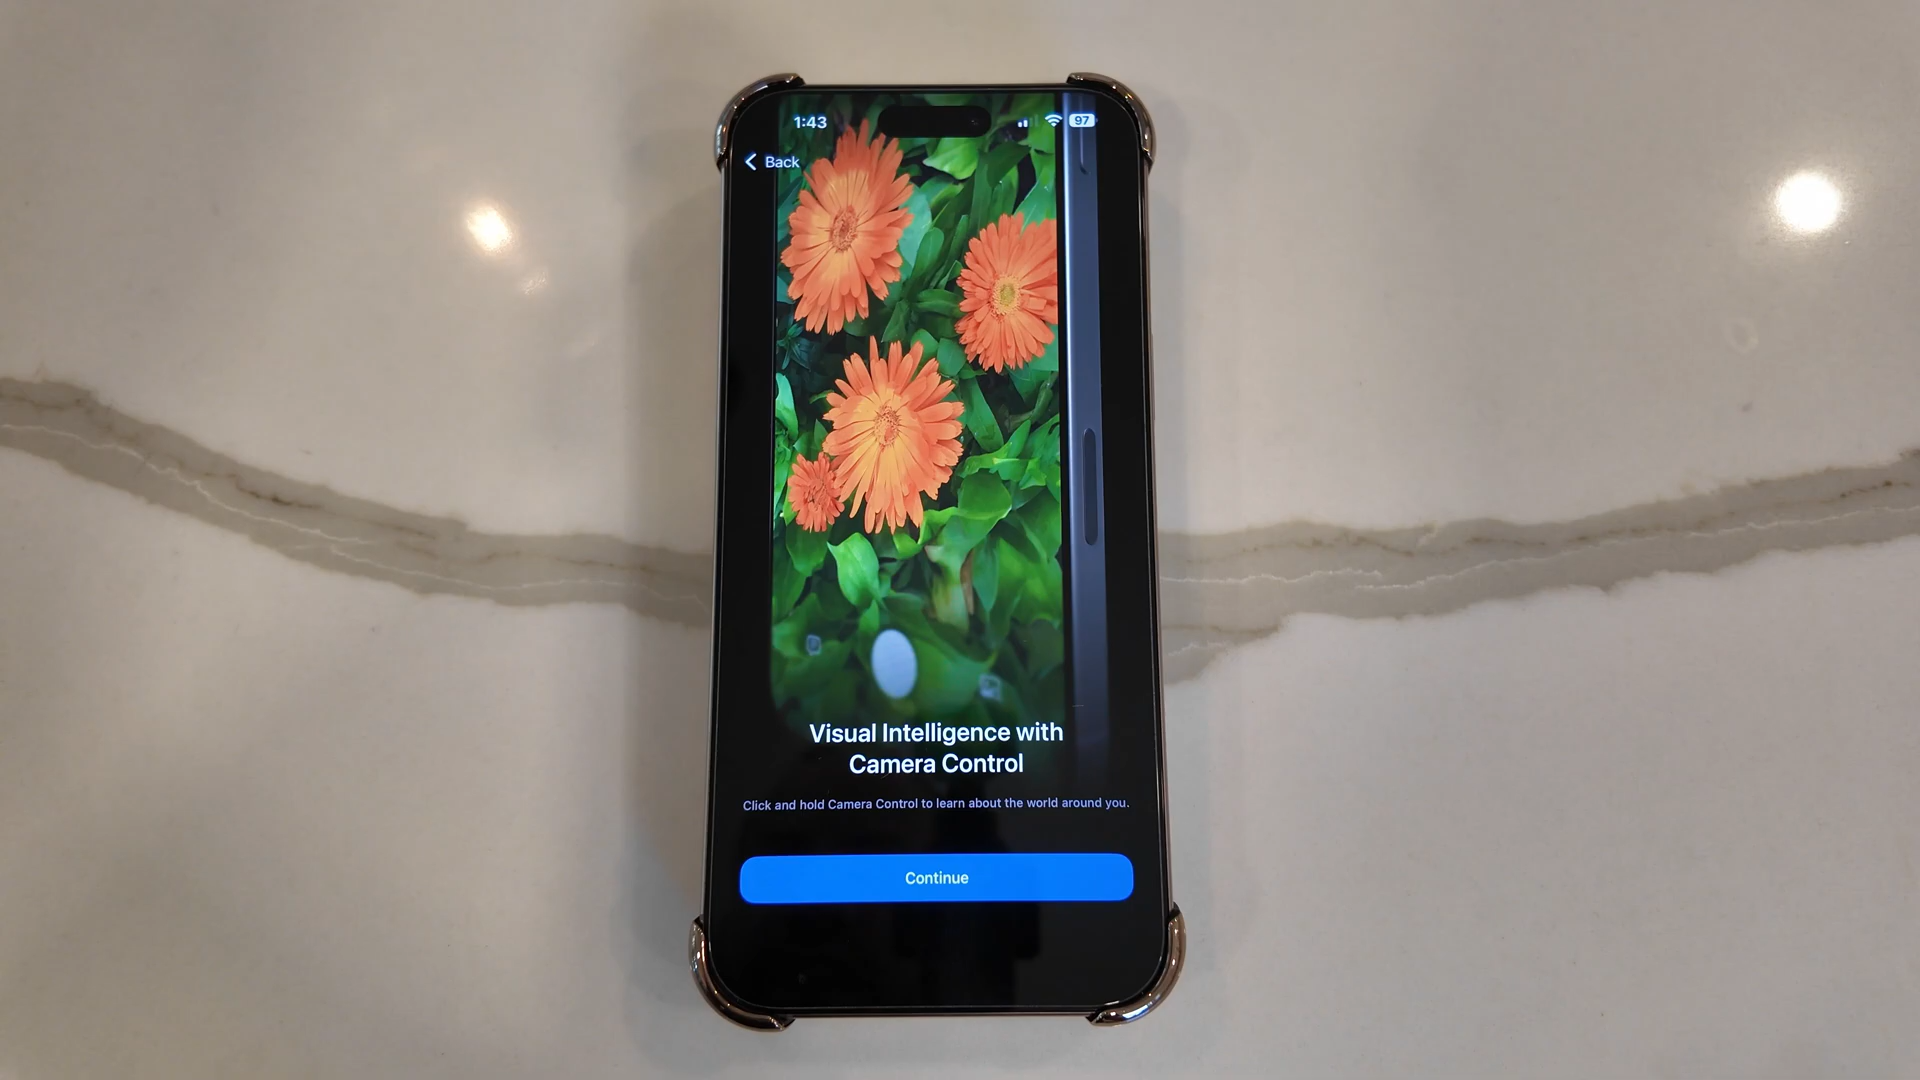 1:43
97
Back
Visual Intelligence with
Camera Control
Click and hold Camera Control to learn about the world around you.
Continue